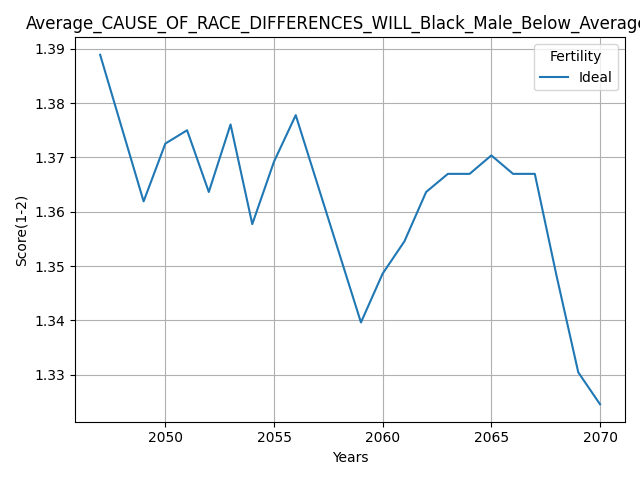 Average_CAUSE_OF_RACE_DIFFERENCES_WILL_Black_Male_Below_Average
Fertility
Ideal
Score(1-2)
1.39
1.38
1.37
1.36
1.35
1.34
1.33
2050 2055 2060 2065 2070
Years